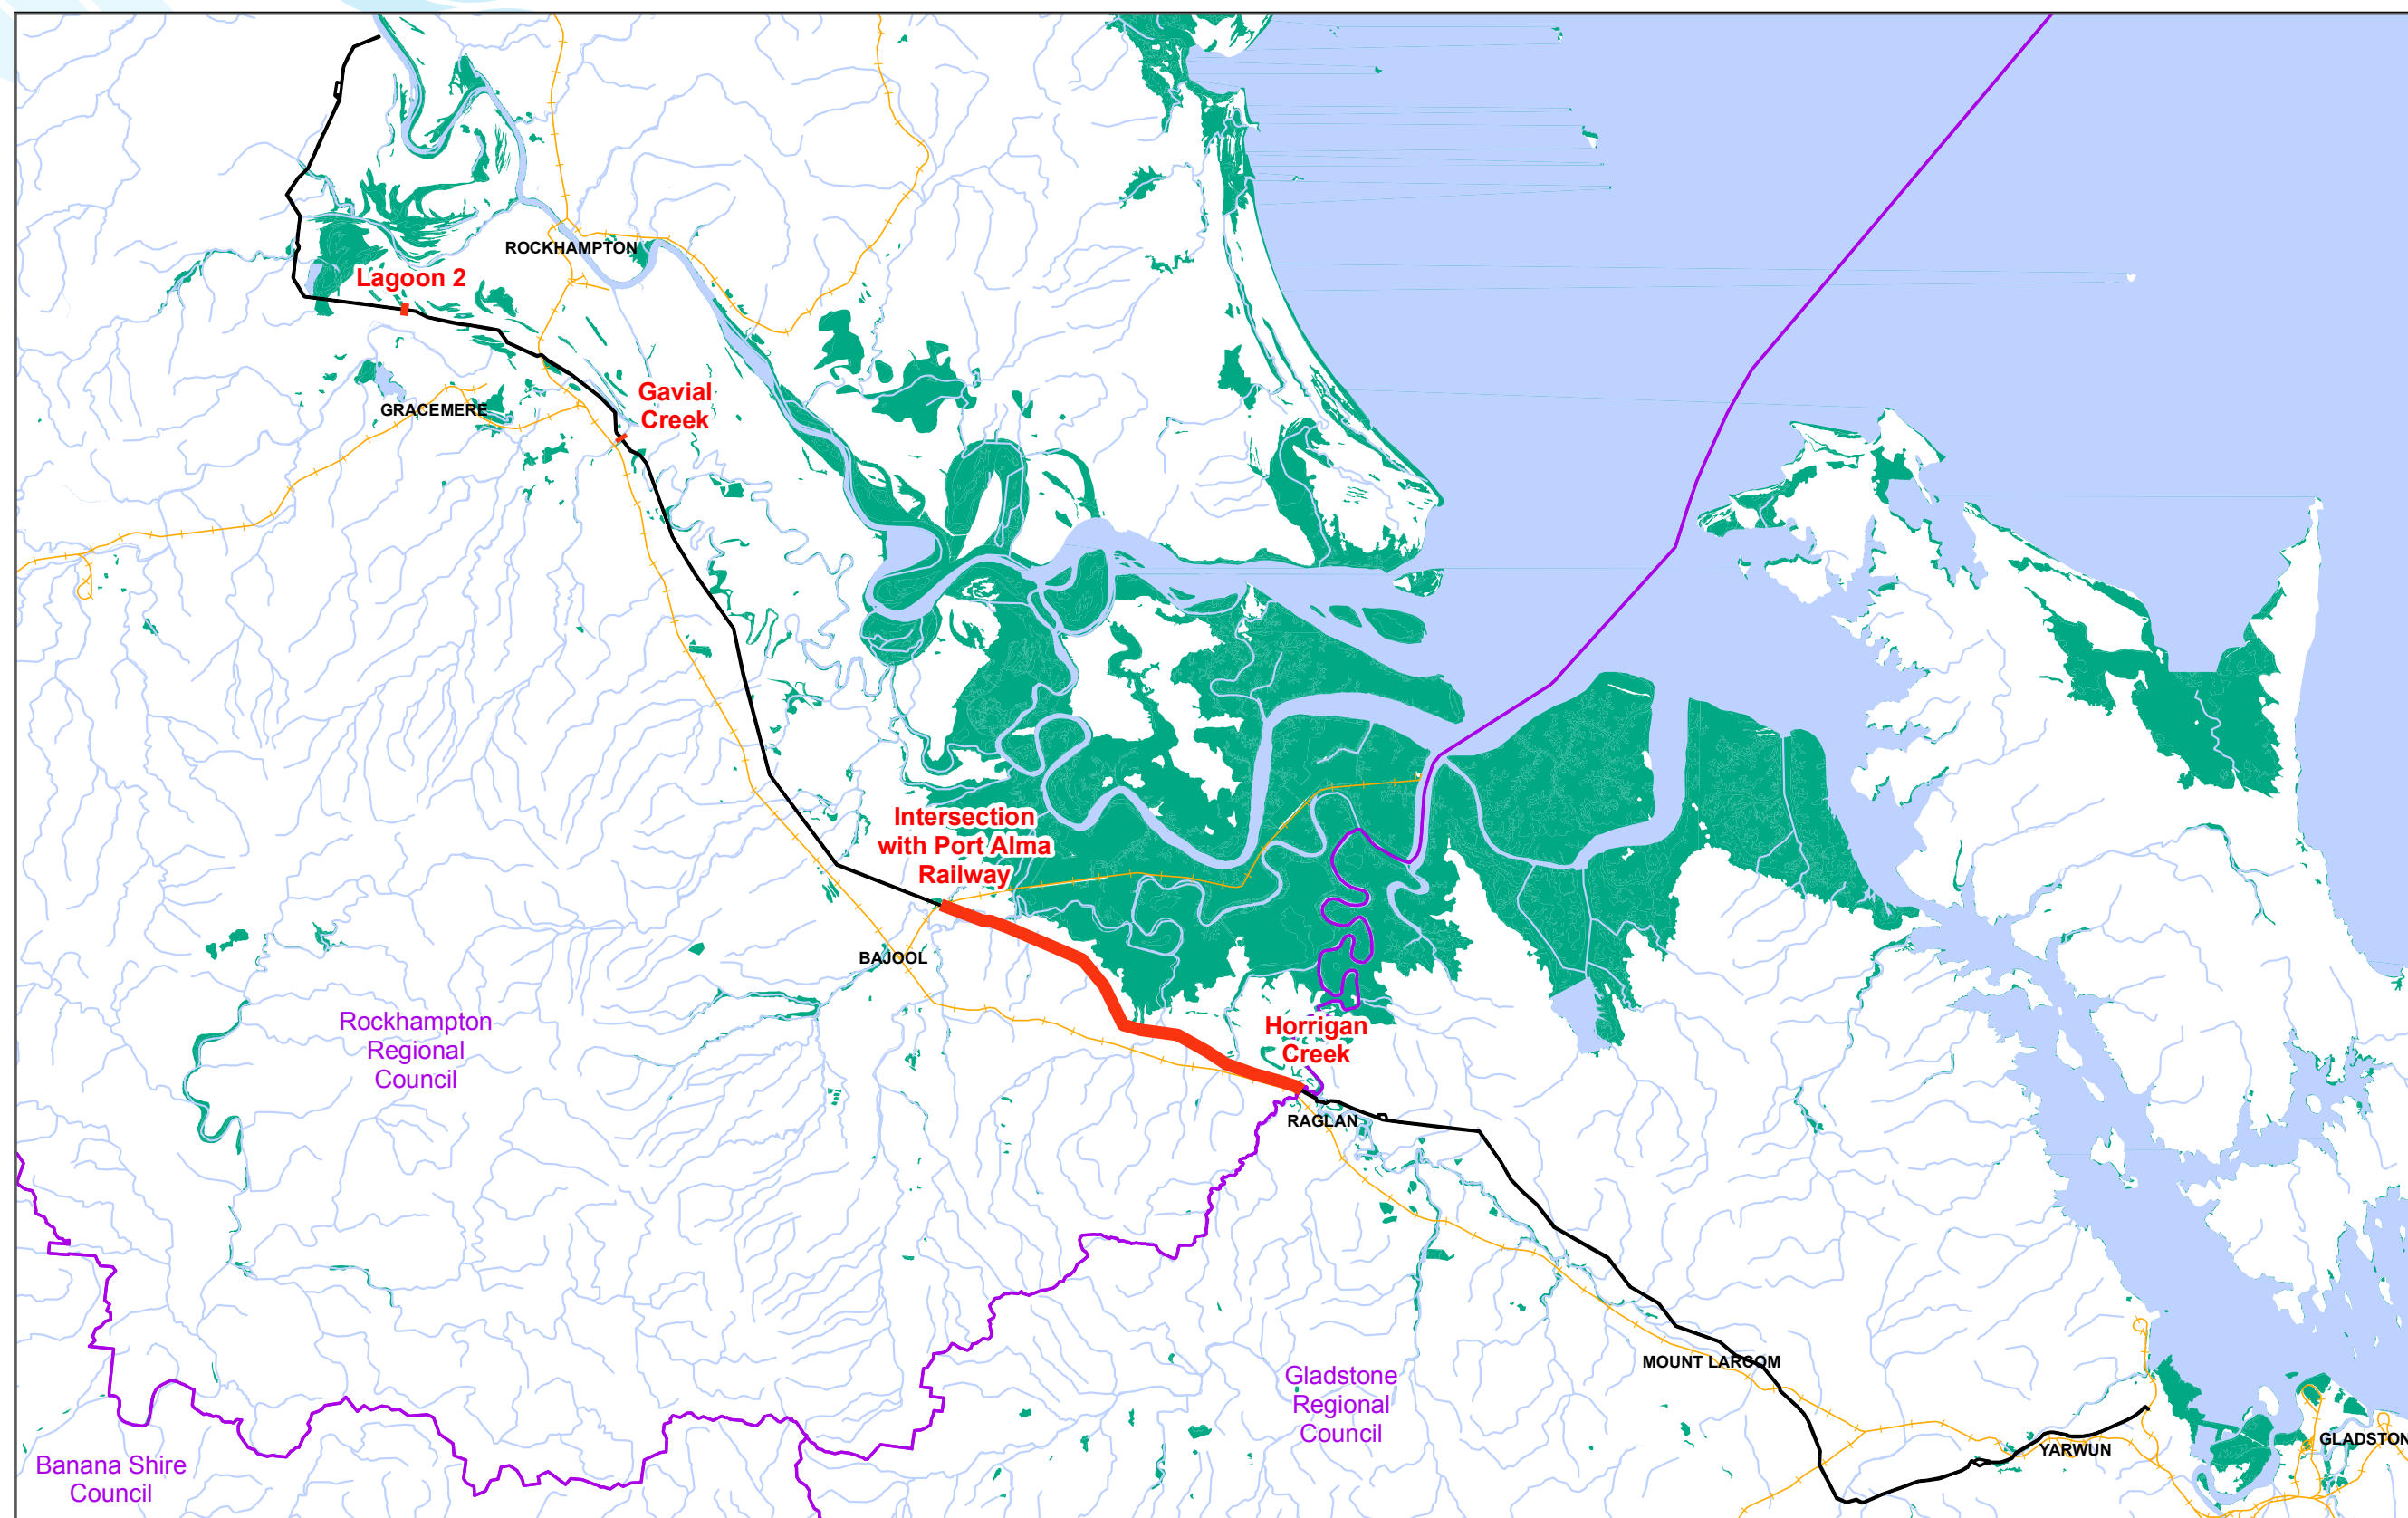 ROCKHAMPTON
Lagoon 2
Gavial
Creek
GRACEMERE
Intersection
with Port Alma
Railway
BAJOOL
Rockhampton
Regional
Council
Horrigan
Creek
RAGLAN
MOUNT LARCOM
Gladstone
Regional
Council
YARWUN
GLADSTON
Banana Shire
Council